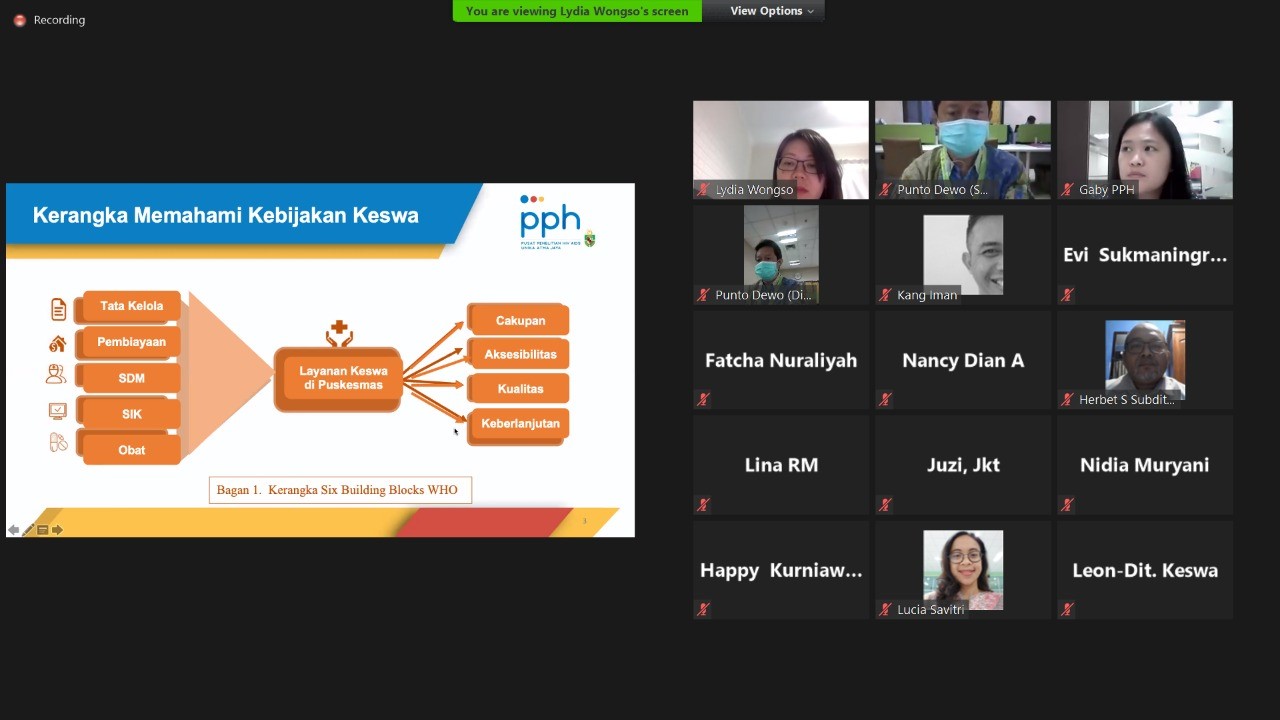 Recording
You are viewing Lydia Wongso's screen
View Options
Kerangka Memahami Kebijakan Keswa
pph
PUSAT PENELITIAN HIV AIDS
UNIKA ATMA JAYA
Tata Kelola
Pembiayaan
SDM
SIK
Obat
Layanan Keswa
di Puskesmas
Cakupan
Aksesibilitas
Kualitas
Keberlanjutan
Bagan 1. Kerangka Six Building Blocks WHO
3
Lydia Wongso
Punto Dewo (S...
Gaby PPH
Punto Dewo (Di...
Kang Iman
Evi Sukmaningr...
Fatcha Nuraliyah
Nancy Dian A
Herbet S Subdit...
Lina RM
Juzi, Jkt
Nidia Muryani
Happy Kurniaw...
Lucia Savitri
Leon-Dit. Keswa